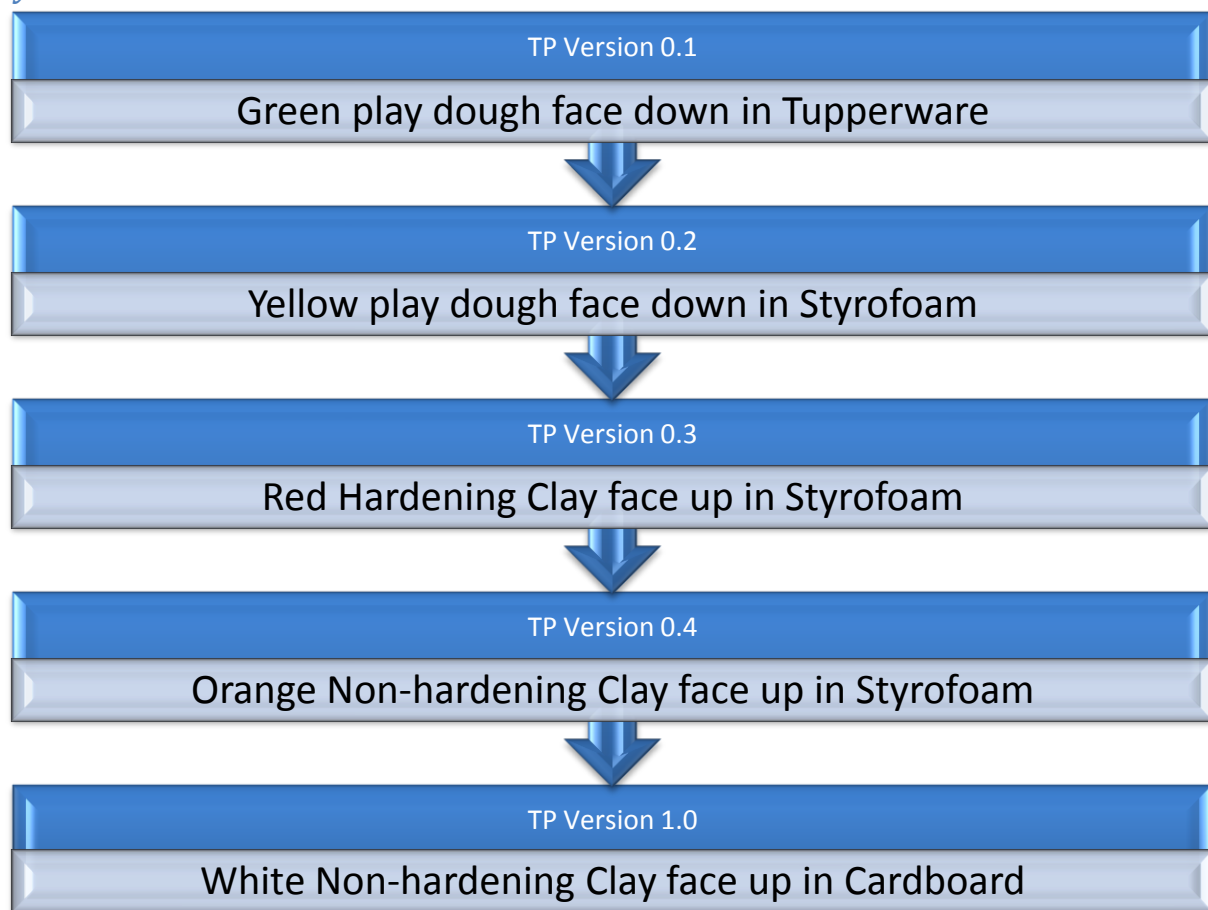 TP Version 0.1
Green play dough face down in Tupperware
TP Version 0.2
Yellow play dough face down in Styrofoam
TP Version 0.3
Red Hardening Clay face up in Styrofoam
TP Version 0.4
Orange Non-hardening Clay face up in Styrofoam
TP Version 1.0
White Non-hardening Clay face up in Cardboard